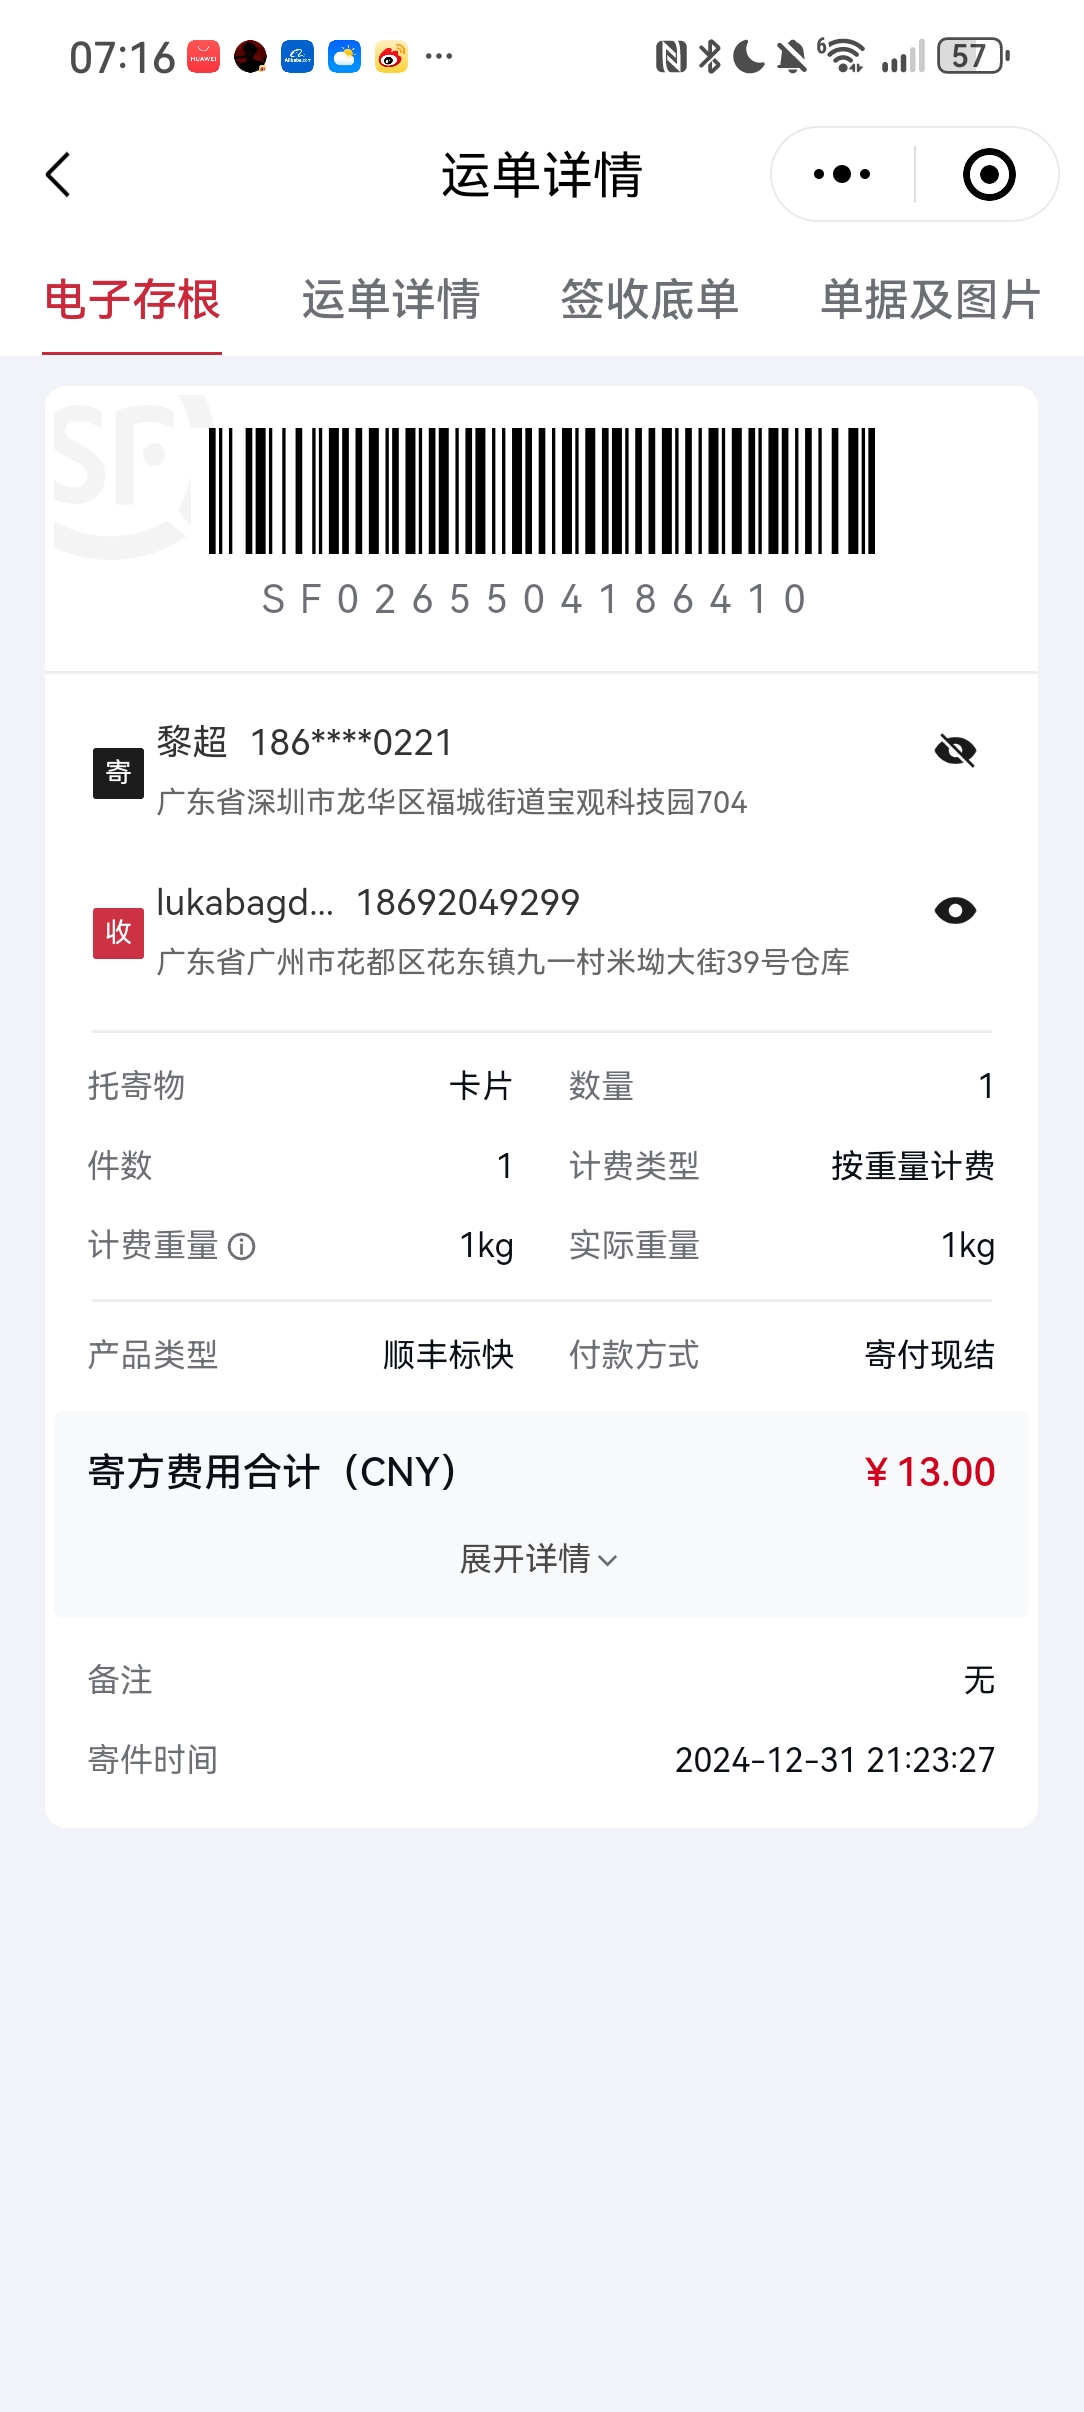 07:16 HUAWEI Alibaba.com ... 6 57
运单详情
电子存根 运单详情 签收底单 单据及图片
SF
SF0265504186410
寄 黎超 186****0221
广东省深圳市龙华区福城街道宝观科技园704
收 lukabagd... 18692049299
广东省广州市花都区花东镇九一村米坳大街39号仓库
托寄物 卡片 数量 1
件数 1 计费类型 按重量计费
计费重量 1kg 实际重量 1kg
产品类型 顺丰标快 付款方式 寄付现结
寄方费用合计（CNY） ¥ 13.00
展开详情
备注 无
寄件时间 2024-12-31 21:23:27